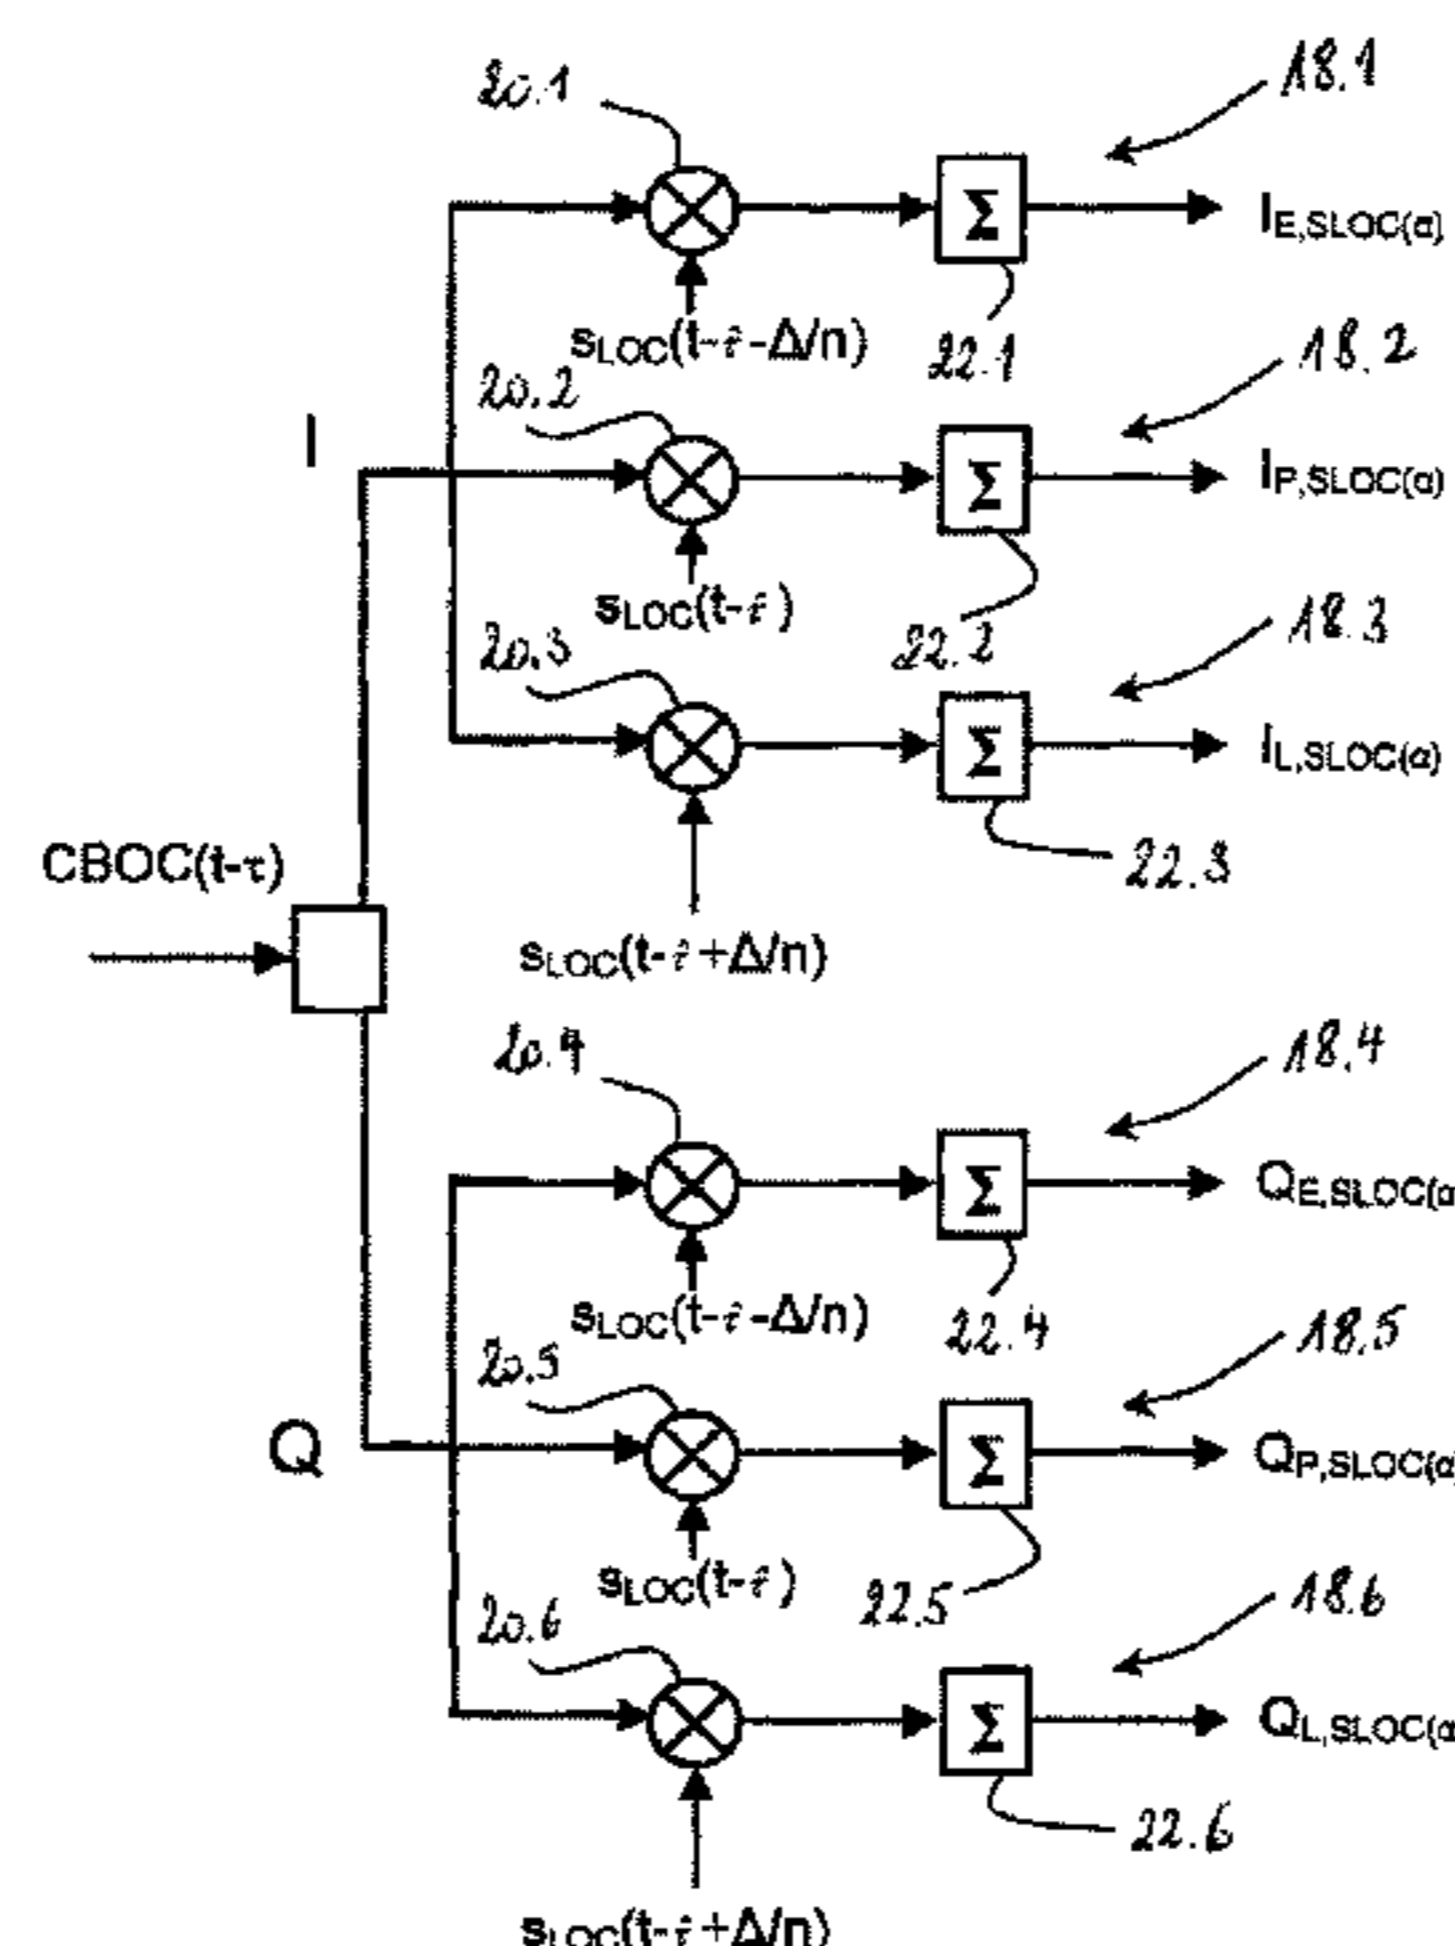 20.1
18.1
Σ
I_E,SLOC(α)
s_LOC(t-τ̂-Δ/n)
22.1
20.2
18.2
I
Σ
I_P,SLOC(α)
s_LOC(t-τ̂)
22.2
20.3
18.3
Σ
I_L,SLOC(α)
22.3
CBOC(t-τ)
s_LOC(t-τ̂+Δ/n)
20.4
18.4
Σ
Q_E,SLOC(α
s_LOC(t-τ̂-Δ/n)
22.4
20.5
18.5
Q
Σ
Q_P,SLOC(α)
s_LOC(t-τ̂)
22.5
20.6
18.6
Σ
Q_L,SLOC(α
22.6
s_LOC(t-τ̂+Δ/n)